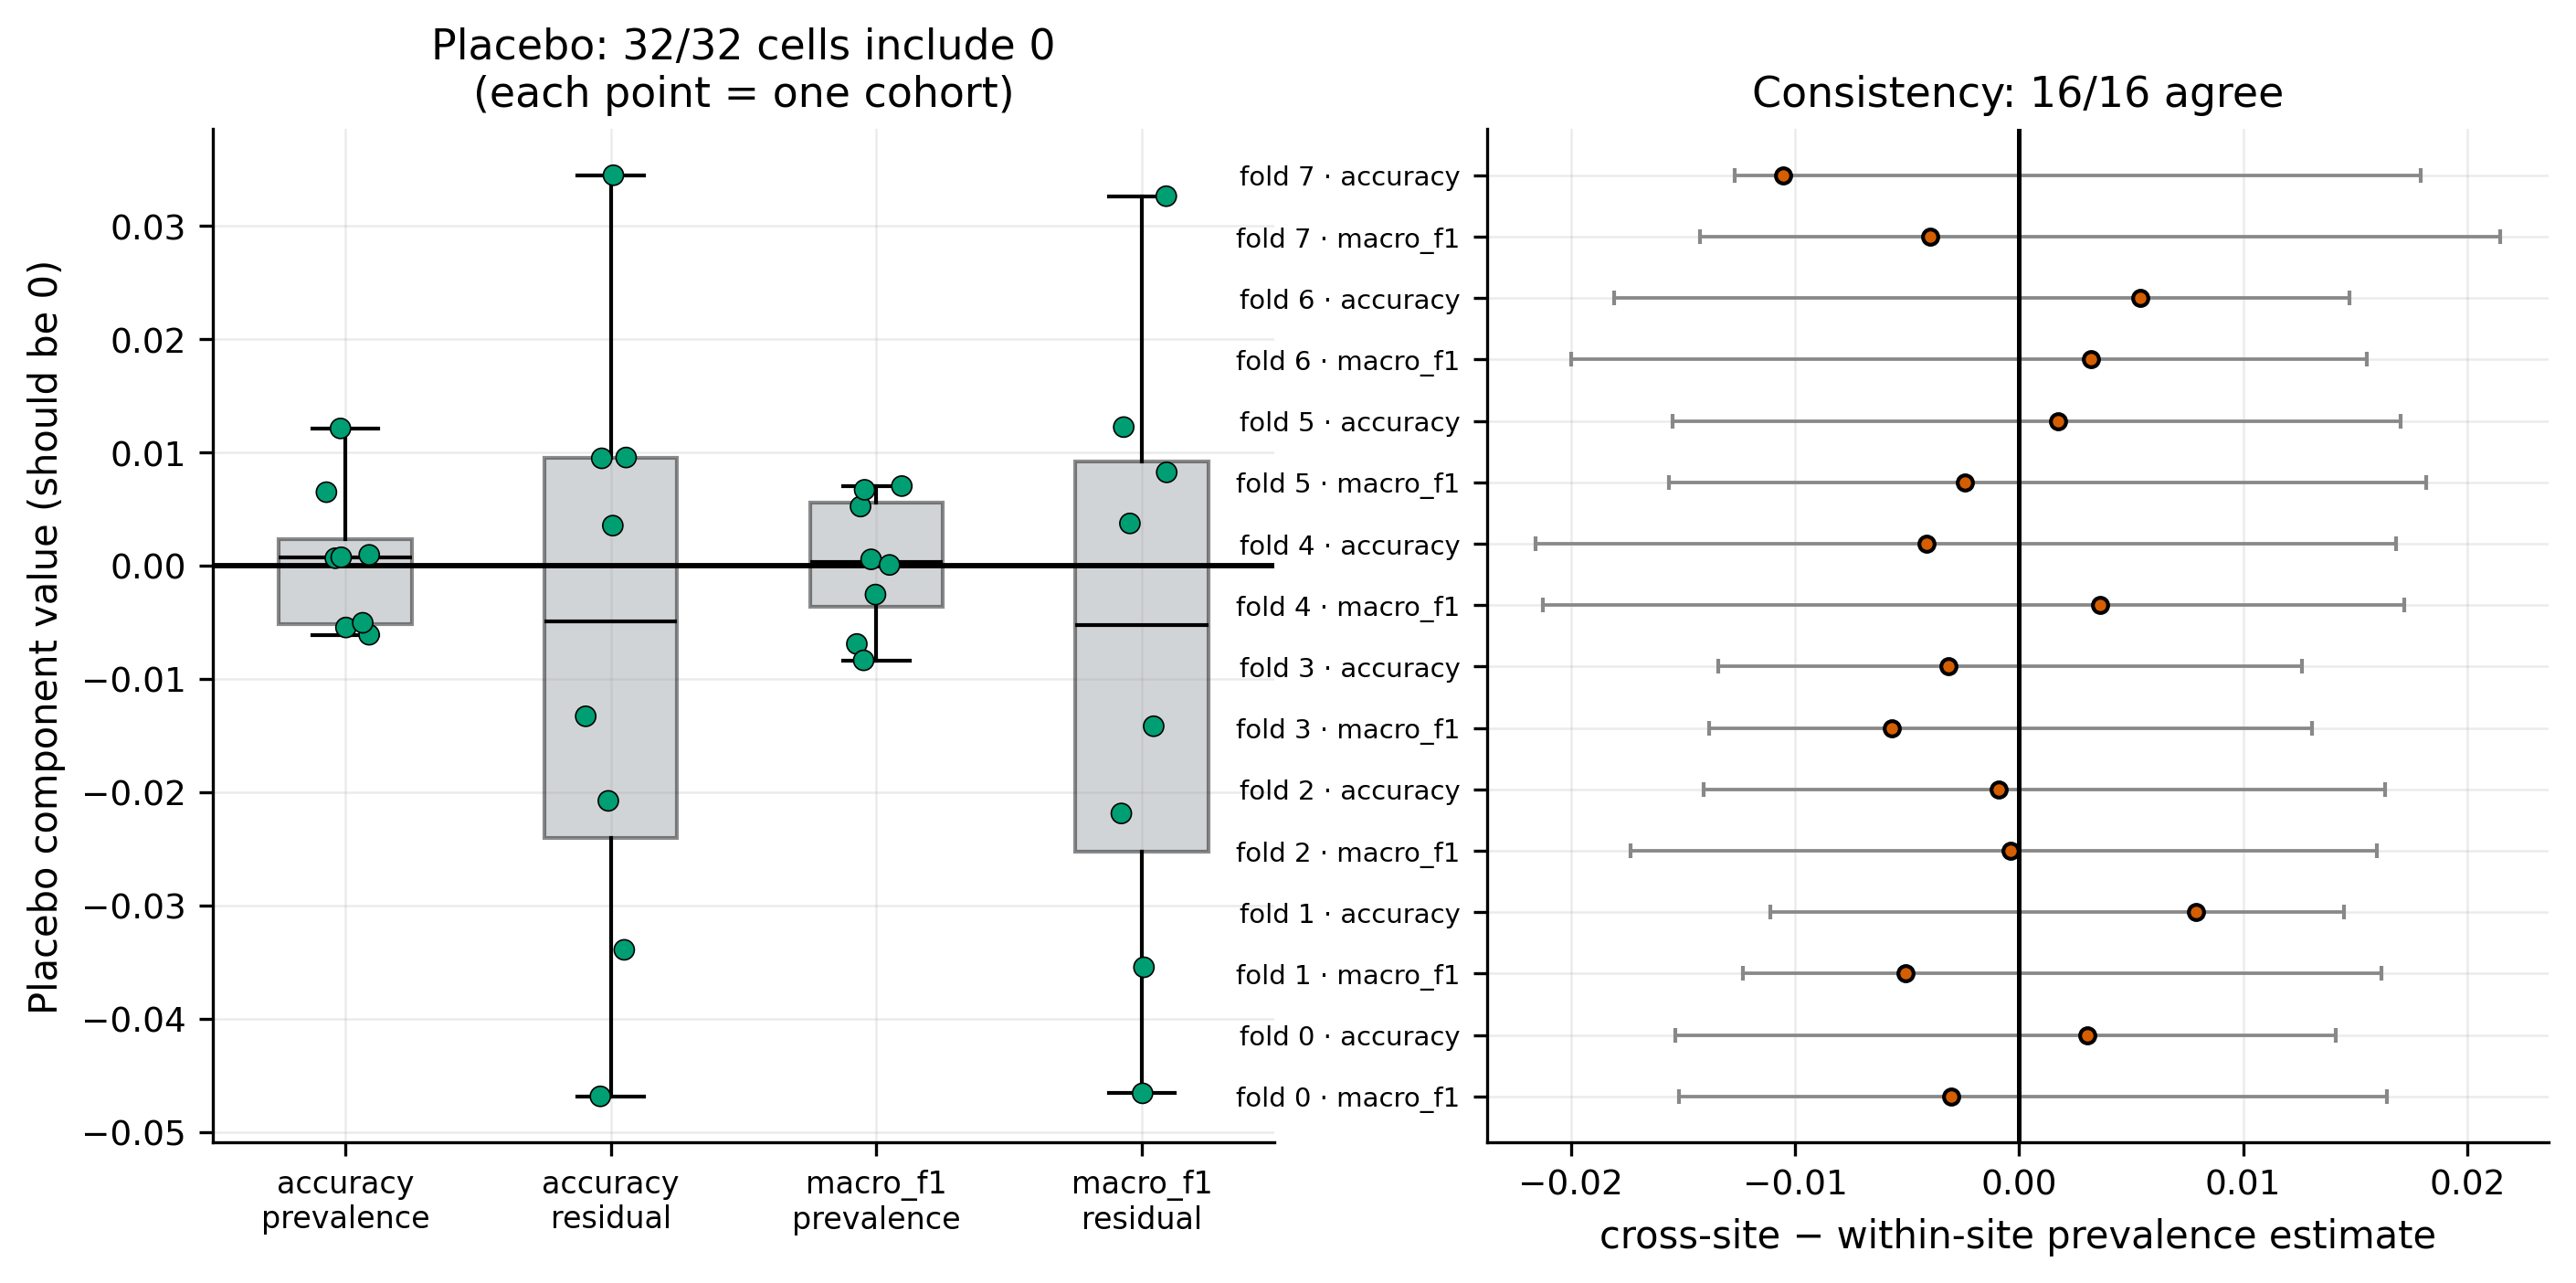 Placebo: 32/32 cells include 0
(each point = one cohort)
Placebo component value (should be 0)
0.03
0.02
0.01
0.00
−0.01
−0.02
−0.03
−0.04
−0.05
accuracy
prevalence
accuracy
residual
macro_f1
prevalence
macro_f1
residual
Consistency: 16/16 agree
fold 7 · accuracy
fold 7 · macro_f1
fold 6 · accuracy
fold 6 · macro_f1
fold 5 · accuracy
fold 5 · macro_f1
fold 4 · accuracy
fold 4 · macro_f1
fold 3 · accuracy
fold 3 · macro_f1
fold 2 · accuracy
fold 2 · macro_f1
fold 1 · accuracy
fold 1 · macro_f1
fold 0 · accuracy
fold 0 · macro_f1
−0.02
−0.01
0.00
0.01
0.02
cross-site − within-site prevalence estimate